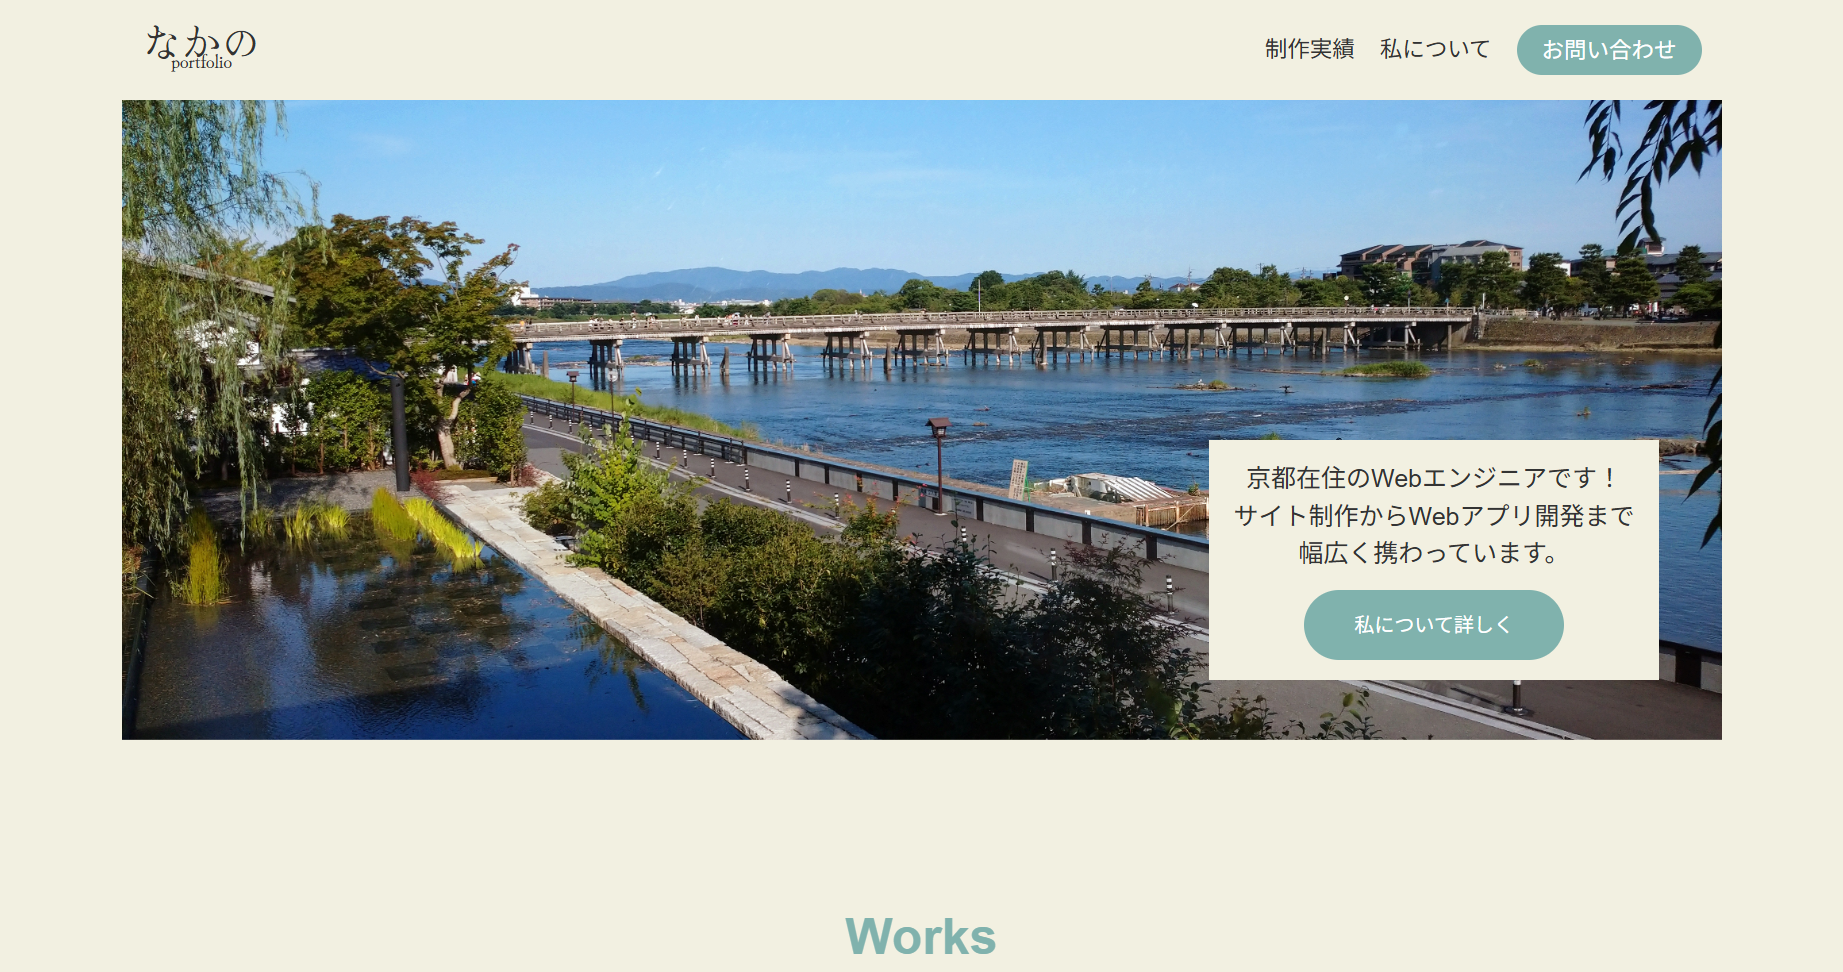 なかの
portfolio
制作実績 私について お問い合わせ
京都在住のWebエンジニアです！
サイト制作からWebアプリ開発まで
幅広く携わっています。
私について詳しく
Works